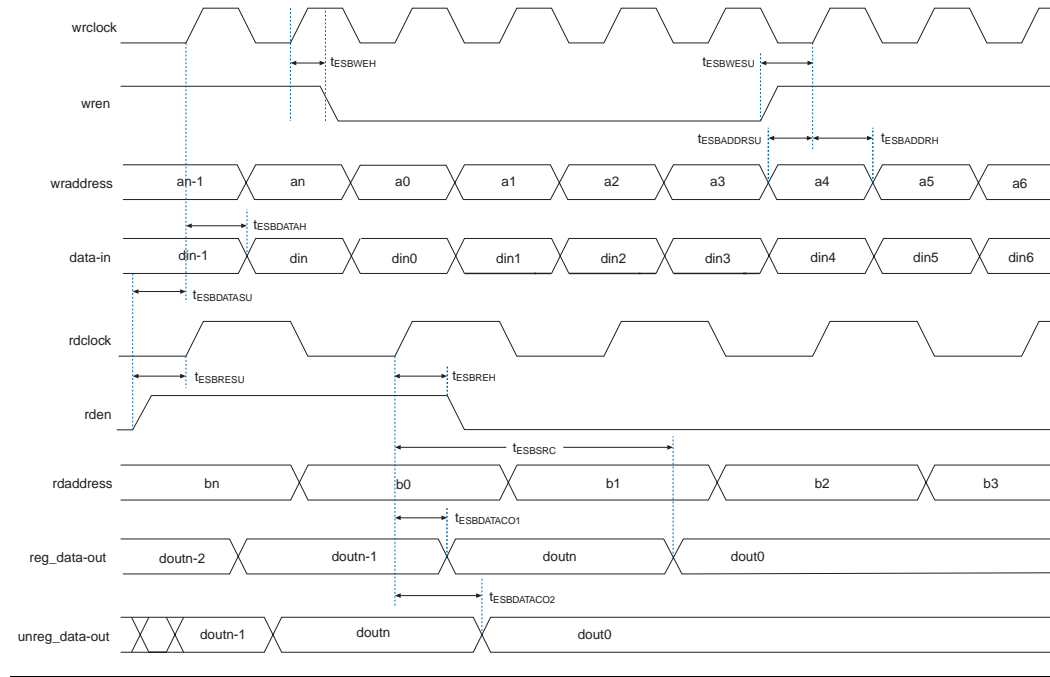 wrclock
tESBWEH
tESBWESU
wren
tESBADDRSU
tESBADDRH
wraddress an-1 an a0 a1 a2 a3 a4 a5 a6
tESBDATAH
data-in din-1 din din0 din1 din2 din3 din4 din5 din6
tESBDATASU
rdclock
tESBRESU
tESBREH
rden
tESBSRC
rdaddress bn b0 b1 b2 b3
tESBDATACO1
reg_data-out doutn-2 doutn-1 doutn dout0
tESBDATACO2
unreg_data-out doutn-1 doutn dout0